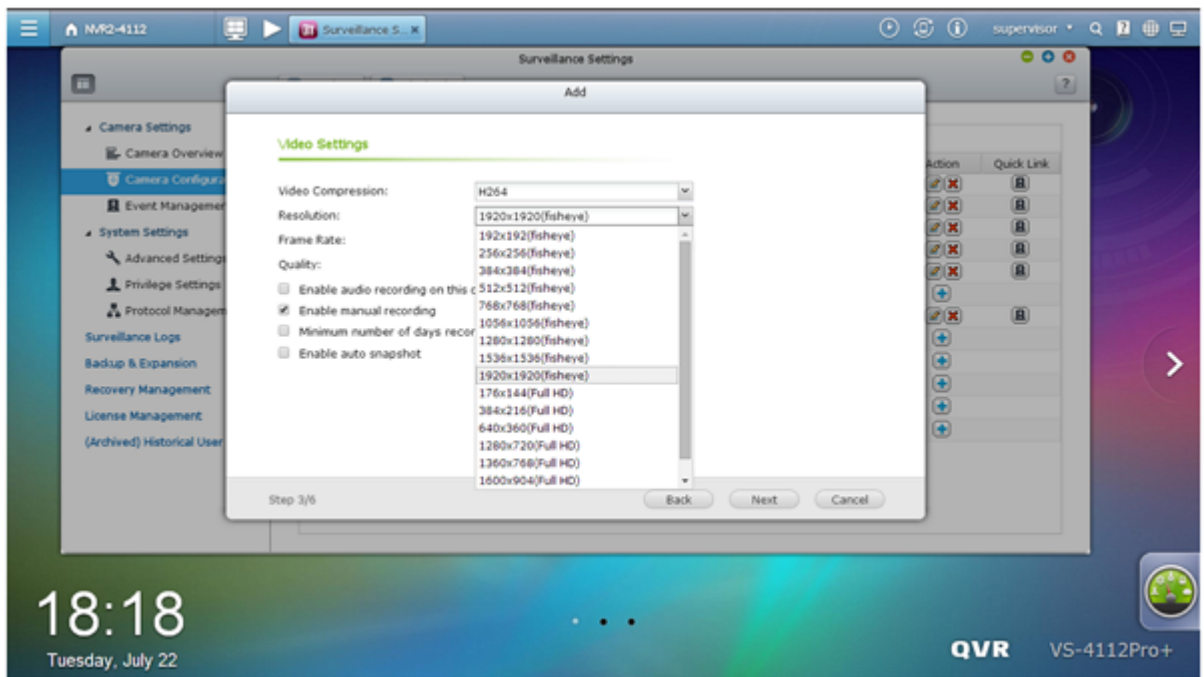 NVR2-4112
Surveillance S...
supervisor
Surveillance Settings
Add
Camera Settings
Camera Overview
Camera Configura
Event Managemen
System Settings
Advanced Settings
Privilege Settings
Protocol Managem
Surveillance Logs
Backup & Expansion
Recovery Management
License Management
(Archived) Historical User
Video Settings
Video Compression: H264
Resolution: 1920x1920(fisheye)
Frame Rate:
Quality:
Enable audio recording on this c
Enable manual recording
Minimum number of days recor
Enable auto snapshot
192x192(fisheye)
256x256(fisheye)
384x384(fisheye)
512x512(fisheye)
768x768(fisheye)
1056x1056(fisheye)
1280x1280(fisheye)
1536x1536(fisheye)
1920x1920(fisheye)
176x144(Full HD)
384x216(Full HD)
640x360(Full HD)
1280x720(Full HD)
1360x768(Full HD)
1600x904(Full HD)
Step 3/6
Back Next Cancel
Action Quick Link
18:18
Tuesday, July 22
QVR VS-4112Pro+